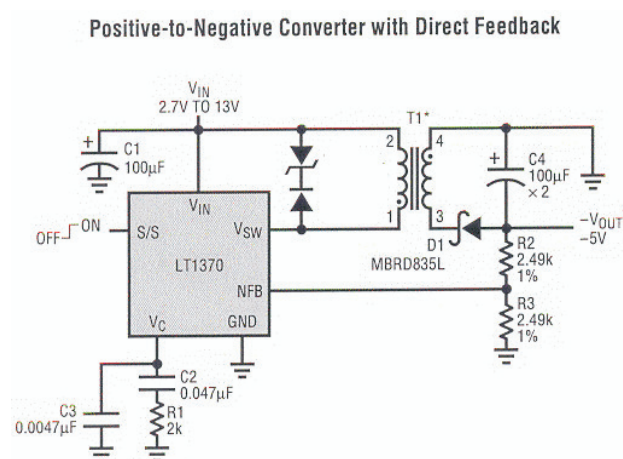 Positive-to-Negative Converter with Direct Feedback
VIN
2.7V TO 13V
T1*
+
C1
100µF
2
4
+
C4
100µF
×2
1
3
OFF
ON
VIN
S/S
VSW
LT1370
NFB
VC
GND
D1
MBRD835L
–VOUT
–5V
R2
2.49k
1%
R3
2.49k
1%
C2
0.047µF
R1
2k
C3
0.0047µF